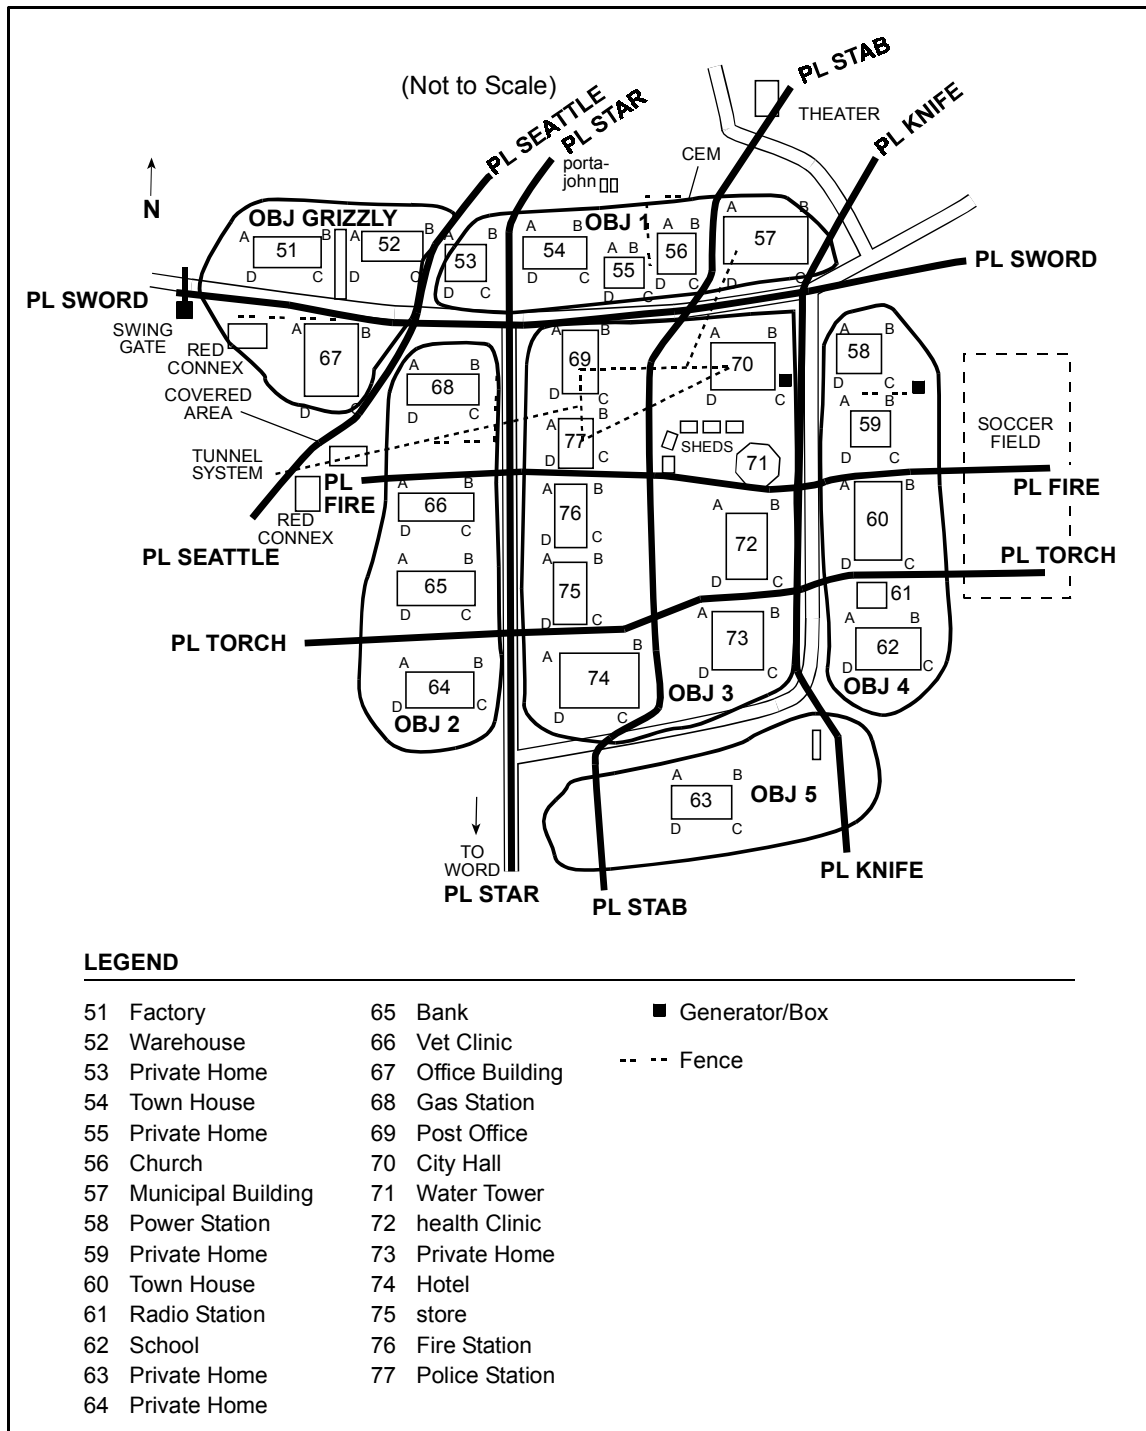 (Not to Scale)
PL SEATTLE
PL STAR
PL STAB
PL KNIFE
THEATER
CEM
porta-
john
N
OBJ GRIZZLY
OBJ 1
A B
51
D
A B
52
D C
A B
53
D C
A B
54
D C
A B
55
D C
A B
56
D C
A B
57
D C
PL SWORD
PL SWORD
SWING
GATE
RED
CONNEX
COVERED
AREA
TUNNEL
SYSTEM
A B
67
D C
A B
68
D C
A B
69
D C
A B
70
D C
A B
58
D C
A B
59
D C
SOCCER
FIELD
B
77
D C
SHEDS
71
PL
FIRE
PL FIRE
RED
CONNEX
PL SEATTLE
A B
66
D C
A B
76
D C
A B
72
D C
A B
60
D C
PL TORCH
A B
65
D C
A B
75
D C
61
PL TORCH
A B
64
D C
OBJ 2
A B
74
D C
A B
73
D C
OBJ 3
A B
62
D C
OBJ 4
A B
63
D C
OBJ 5
TO
WORD
PL STAR
PL STAB
PL KNIFE
LEGEND
51 Factory
52 Warehouse
53 Private Home
54 Town House
55 Private Home
56 Church
57 Municipal Building
58 Power Station
59 Private Home
60 Town House
61 Radio Station
62 School
63 Private Home
64 Private Home
65 Bank
66 Vet Clinic
67 Office Building
68 Gas Station
69 Post Office
70 City Hall
71 Water Tower
72 health Clinic
73 Private Home
74 Hotel
75 store
76 Fire Station
77 Police Station
Generator/Box
Fence